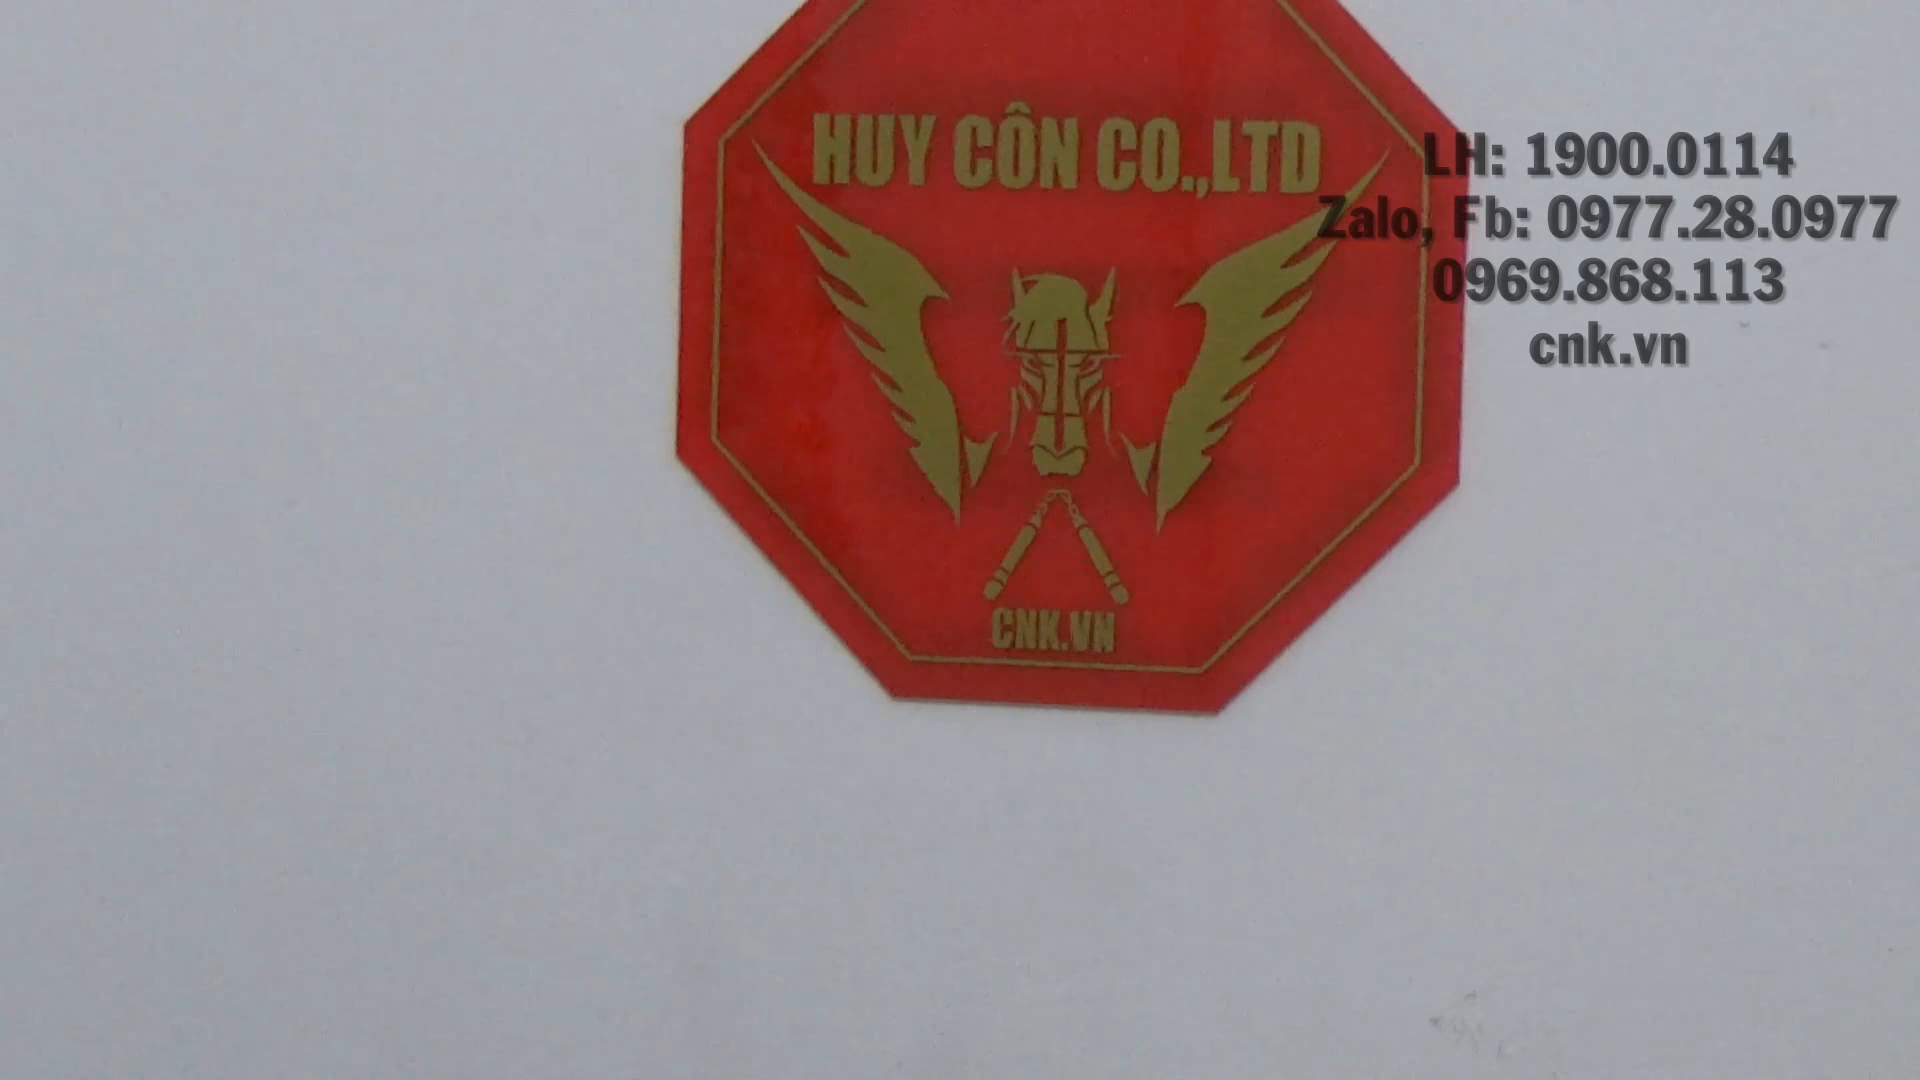 HUY CÔN CO.,LTD
CNK.VN
LH: 1900.0114
Zalo, Fb: 0977.28.0977
0969.868.113
cnk.vn